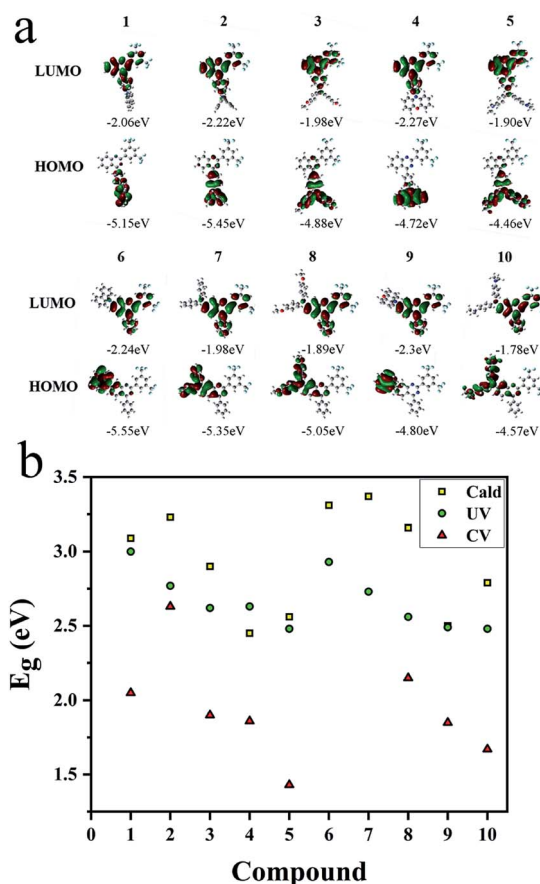 a
1 2 3 4 5
LUMO
-2.06eV -2.22eV -1.98eV -2.27eV -1.90eV
HOMO
-5.15eV -5.45eV -4.88eV -4.72eV -4.46eV
6 7 8 9 10
LUMO
-2.24eV -1.98eV -1.89eV -2.3eV -1.78eV
HOMO
-5.55eV -5.35eV -5.05eV -4.80eV -4.57eV
b
3.5
3.0
2.5
2.0
1.5
Eg (eV)
Cald
UV
CV
0 1 2 3 4 5 6 7 8 9 10
Compound